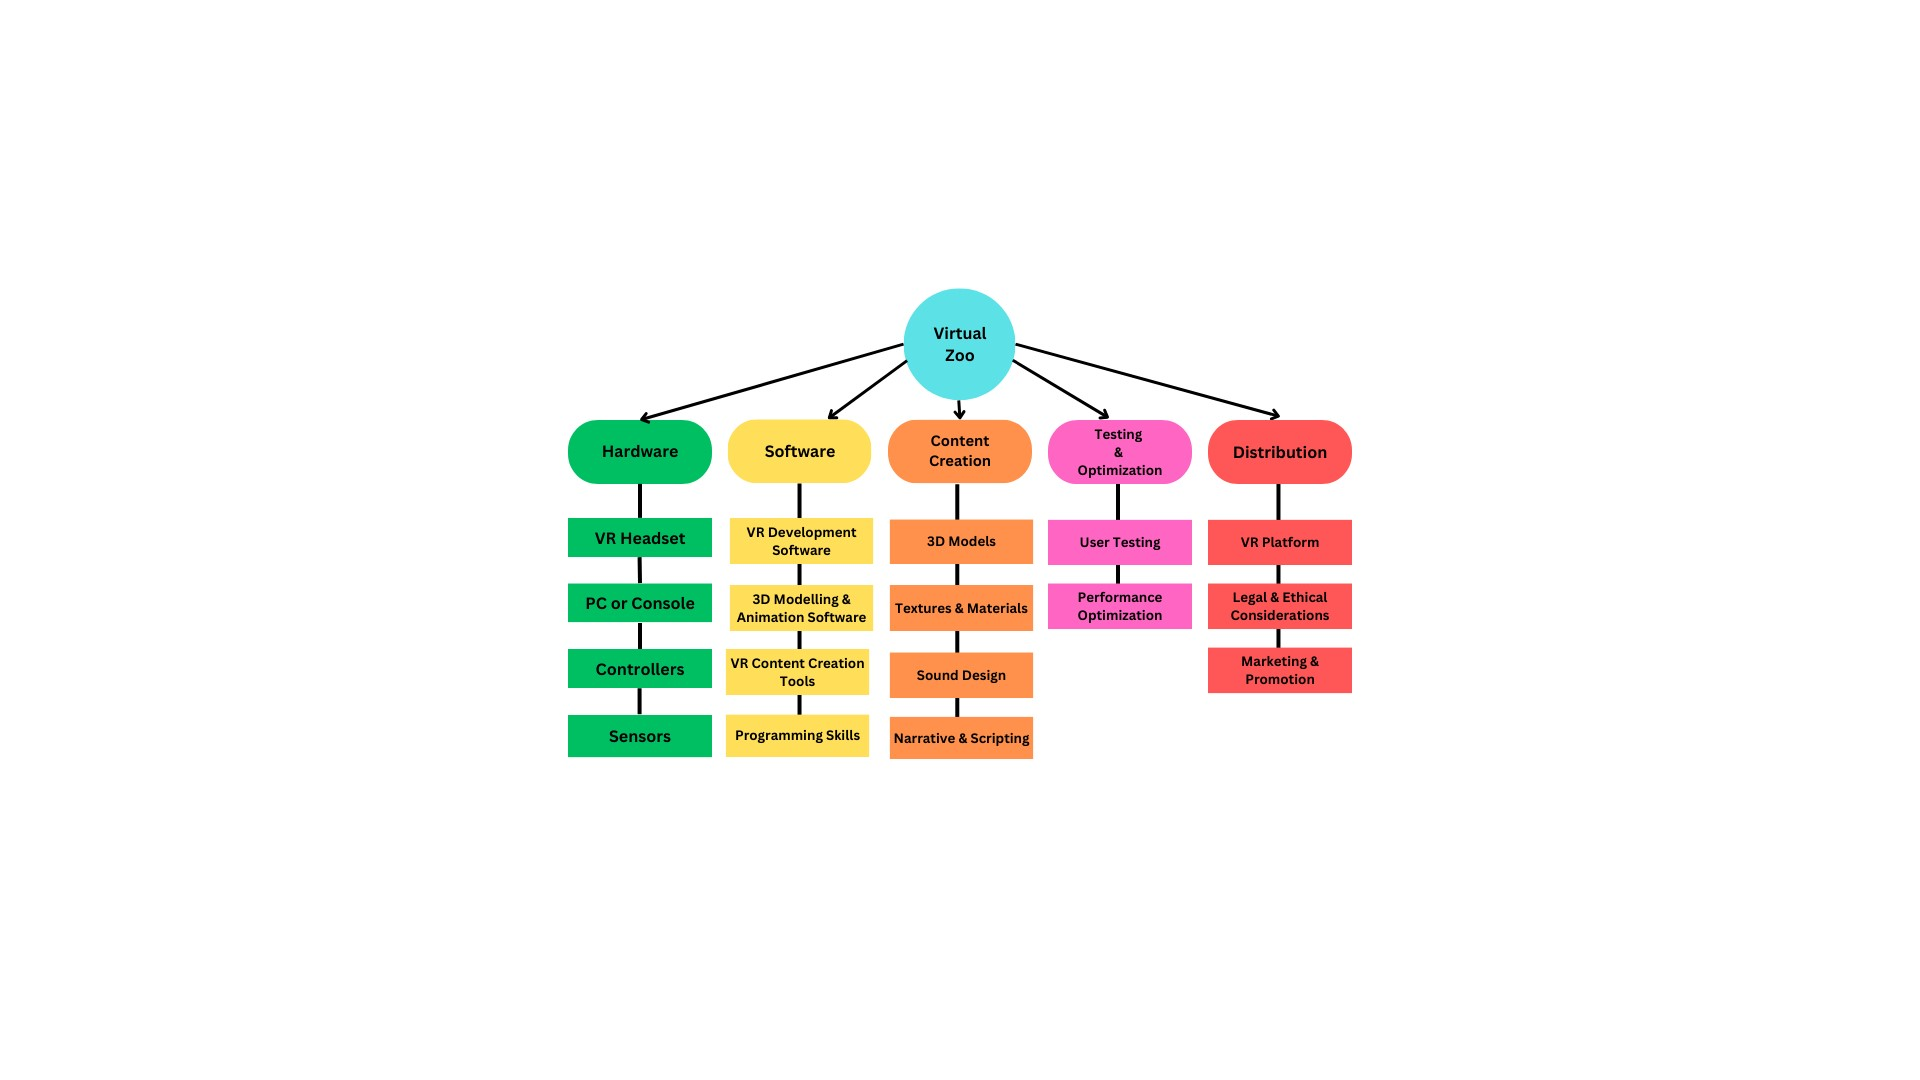 Virtual
Zoo
Hardware
VR Headset
PC or Console
Controllers
Sensors
Software
VR Development
Software
3D Modelling &
Animation Software
VR Content Creation
Tools
Programming Skills
Content
Creation
3D Models
Textures & Materials
Sound Design
Narrative & Scripting
Testing
&
Optimization
User Testing
Performance
Optimization
Distribution
VR Platform
Legal & Ethical
Considerations
Marketing &
Promotion